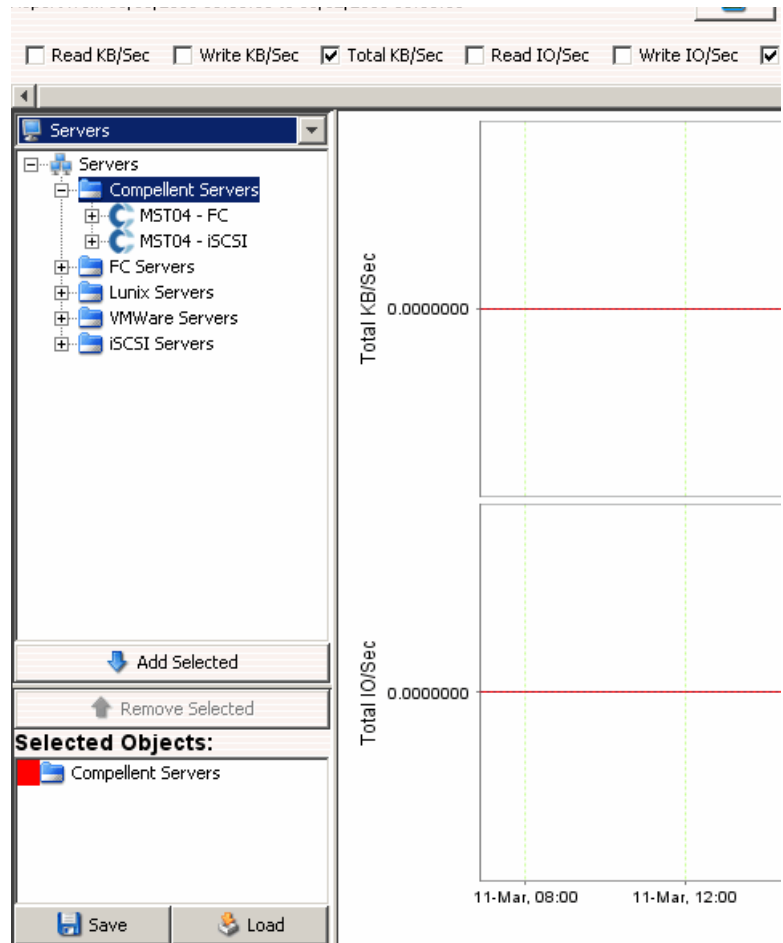 Read KB/Sec Write KB/Sec Total KB/Sec Read IO/Sec Write IO/Sec
Servers
Servers
Compellent Servers
MST04 - FC
MST04 - iSCSI
FC Servers
Lunix Servers
VMWare Servers
iSCSI Servers
Add Selected
Remove Selected
Selected Objects:
Compellent Servers
Save Load
Total KB/Sec
0.0000000
Total IO/Sec
0.0000000
11-Mar, 08:00 11-Mar, 12:00